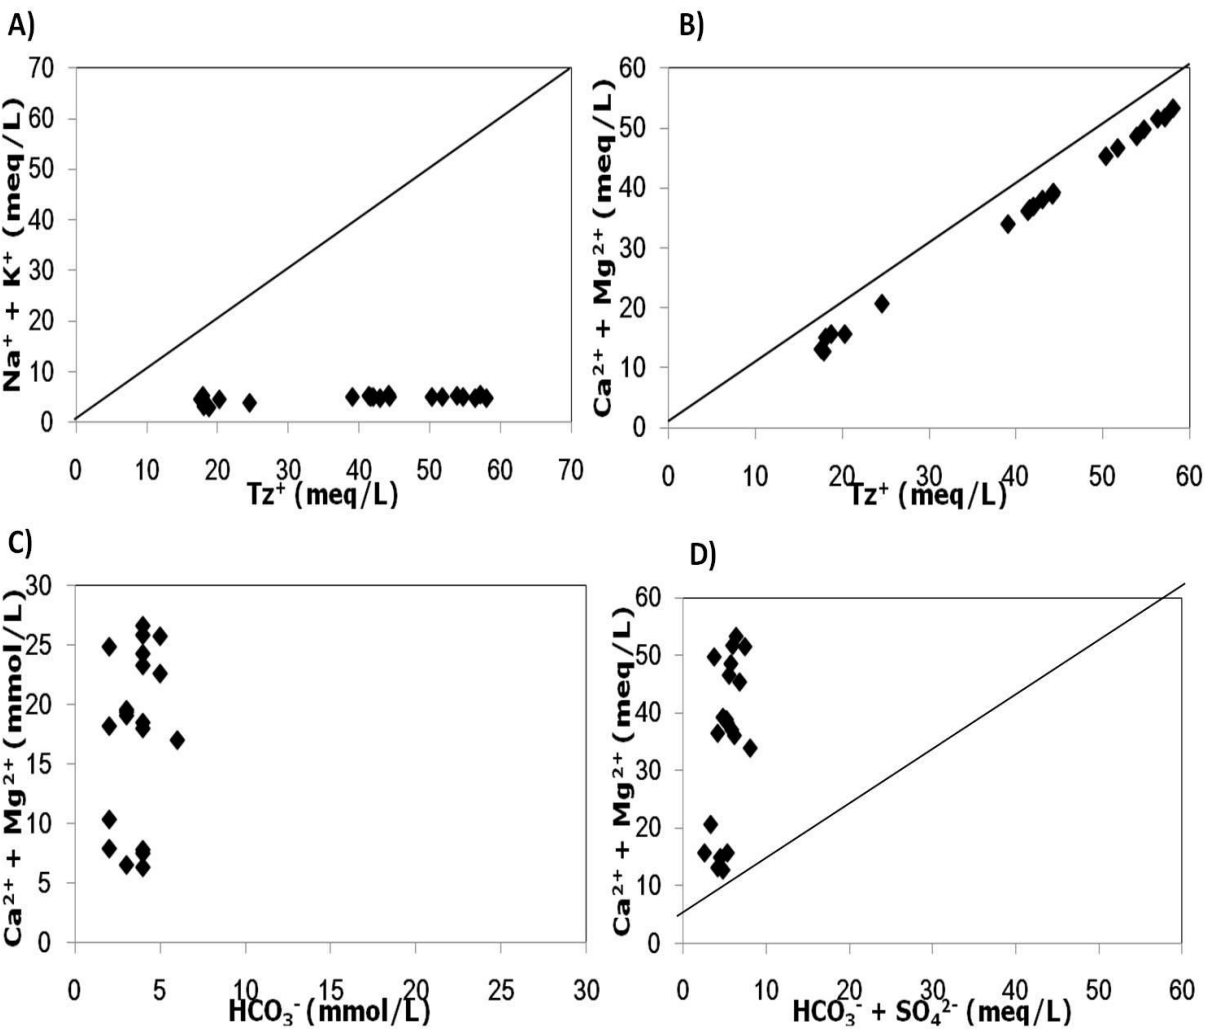 A)
Na⁺ + K⁺ (meq/L)
70
60
50
40
30
20
10
0
0 10 20 30 40 50 60 70
Tz⁺ (meq/L)
B)
Ca²⁺ + Mg²⁺ (meq/L)
60
50
40
30
20
10
0
0 10 20 30 40 50 60
Tz⁺ (meq/L)
C)
Ca²⁺ + Mg²⁺ (mmol/L)
30
25
20
15
10
5
0
0 5 10 15 20 25 30
HCO₃⁻ (mmol/L)
D)
Ca²⁺ + Mg²⁺ (meq/L)
60
50
40
30
20
10
0
0 10 20 30 40 50 60
HCO₃⁻ + SO₄²⁻ (meq/L)